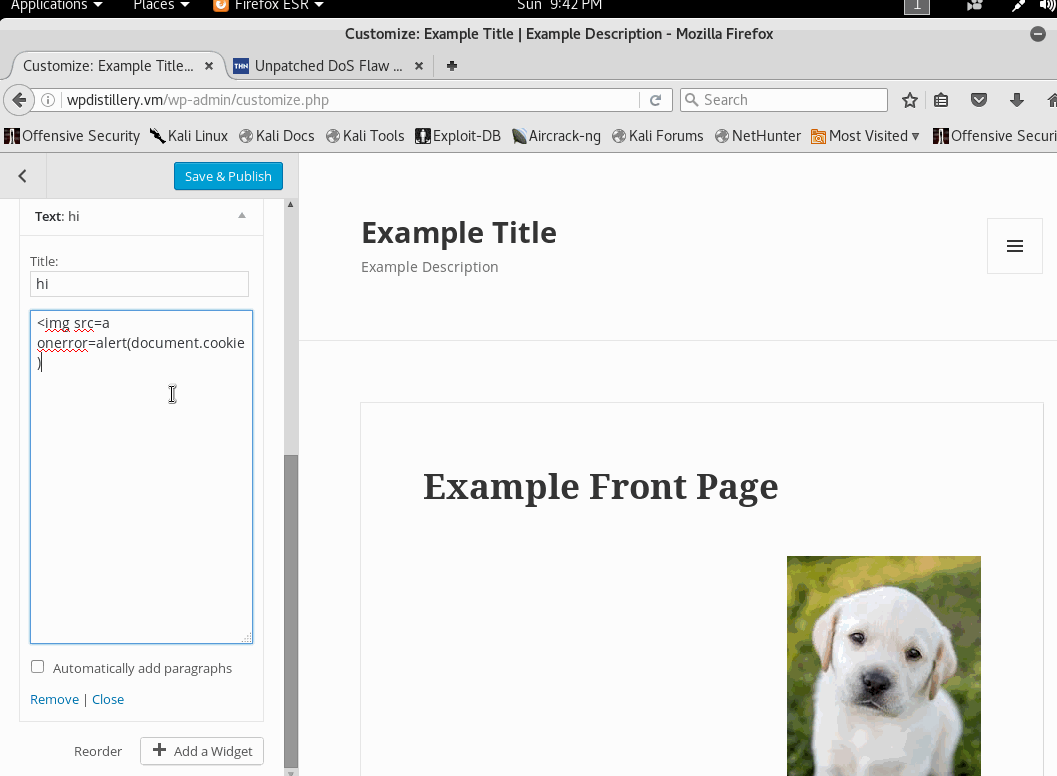 Applications Places Firefox ESR Sun 9:42 PM 1
Customize: Example Title | Example Description - Mozilla Firefox
Customize: Example Title... × THN Unpatched DoS Flaw ... ×
wpdistillery.vm/wp-admin/customize.php Search
Offensive Security Kali Linux Kali Docs Kali Tools Exploit-DB Aircrack-ng Kali Forums NetHunter Most Visited Offensive Securi
Save & Publish
Text: hi
Title:
hi
<img src=a
onerror=alert(document.cookie
)
Automatically add paragraphs
Remove | Close
Reorder + Add a Widget
Example Title
Example Description
Example Front Page